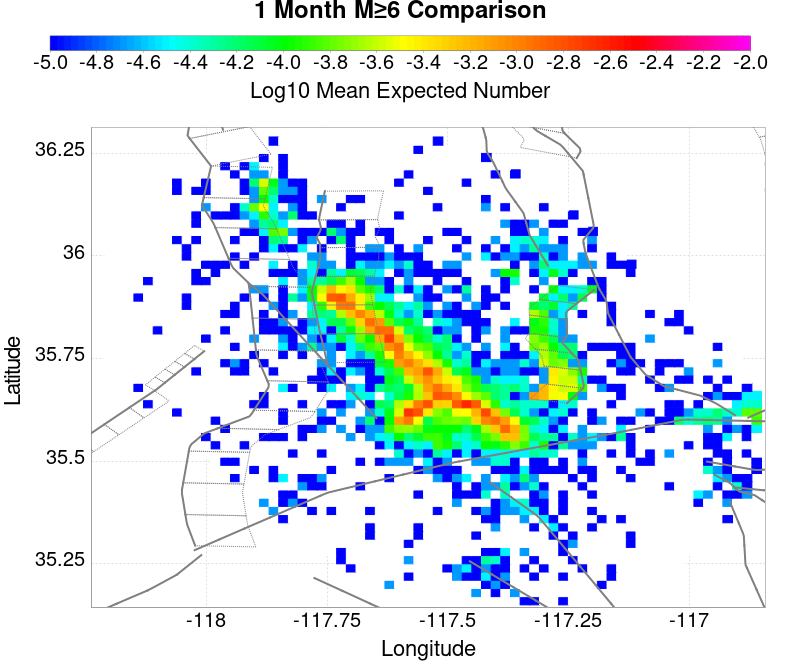 1 Month M≥6 Comparison
-5.0 -4.8 -4.6 -4.4 -4.2 -4.0 -3.8 -3.6 -3.4 -3.2 -3.0 -2.8 -2.6 -2.4 -2.2 -2.0
Log10 Mean Expected Number
36.25
36
35.75
35.5
35.25
Latitude
-118 -117.75 -117.5 -117.25 -117
Longitude